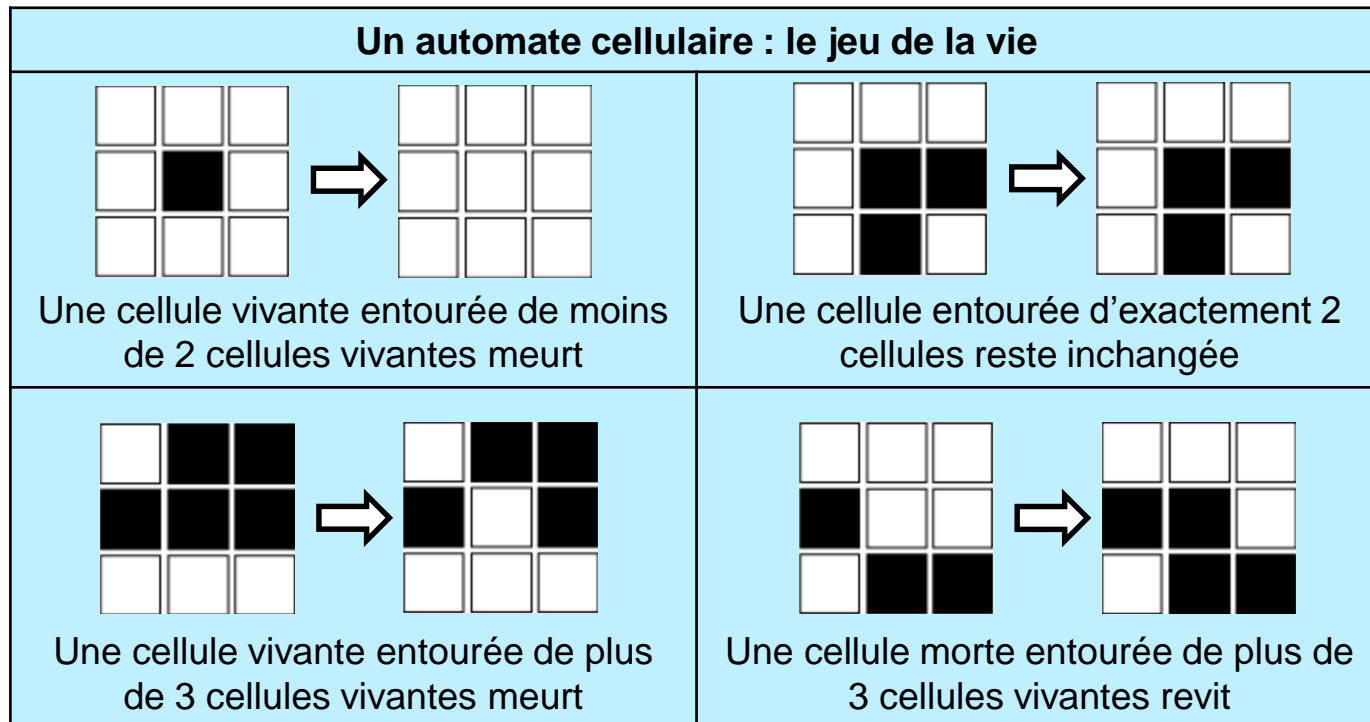 Un automate cellulaire : le jeu de la vie
Une cellule vivante entourée de moins
de 2 cellules vivantes meurt
Une cellule entourée d’exactement 2
cellules reste inchangée
Une cellule vivante entourée de plus
de 3 cellules vivantes meurt
Une cellule morte entourée de plus de
3 cellules vivantes revit